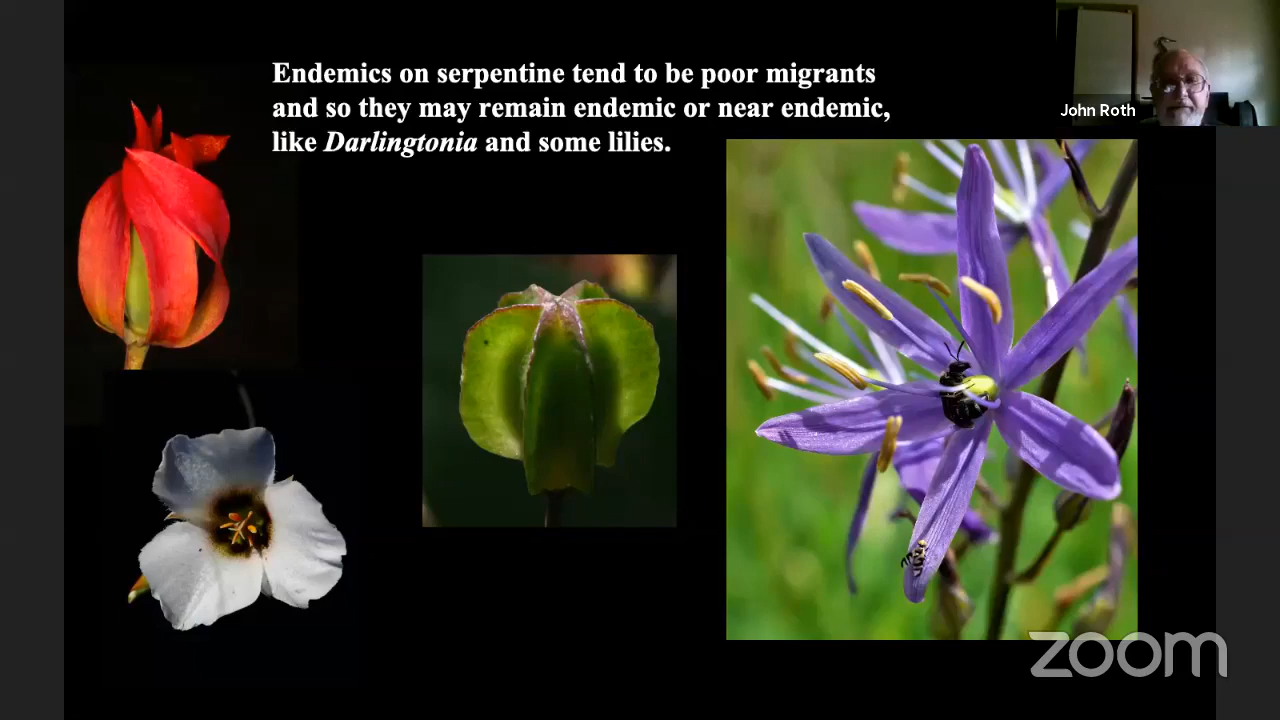 Endemics on serpentine tend to be poor migrants
and so they may remain endemic or near endemic,
like Darlingtonia and some lilies.
John Roth
zoom